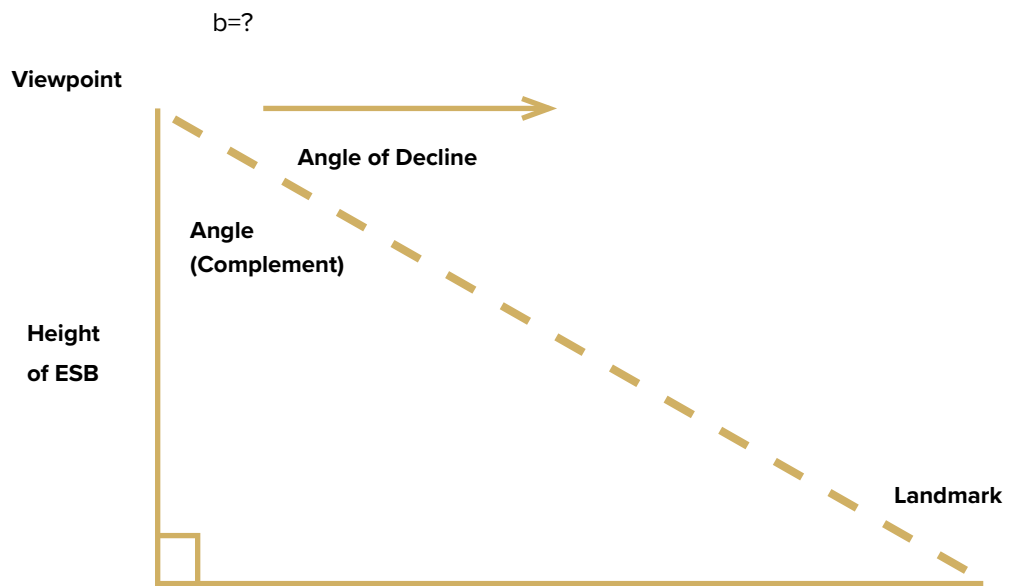 b=?
Viewpoint
Angle of Decline
Angle
(Complement)
Height
of ESB
Landmark